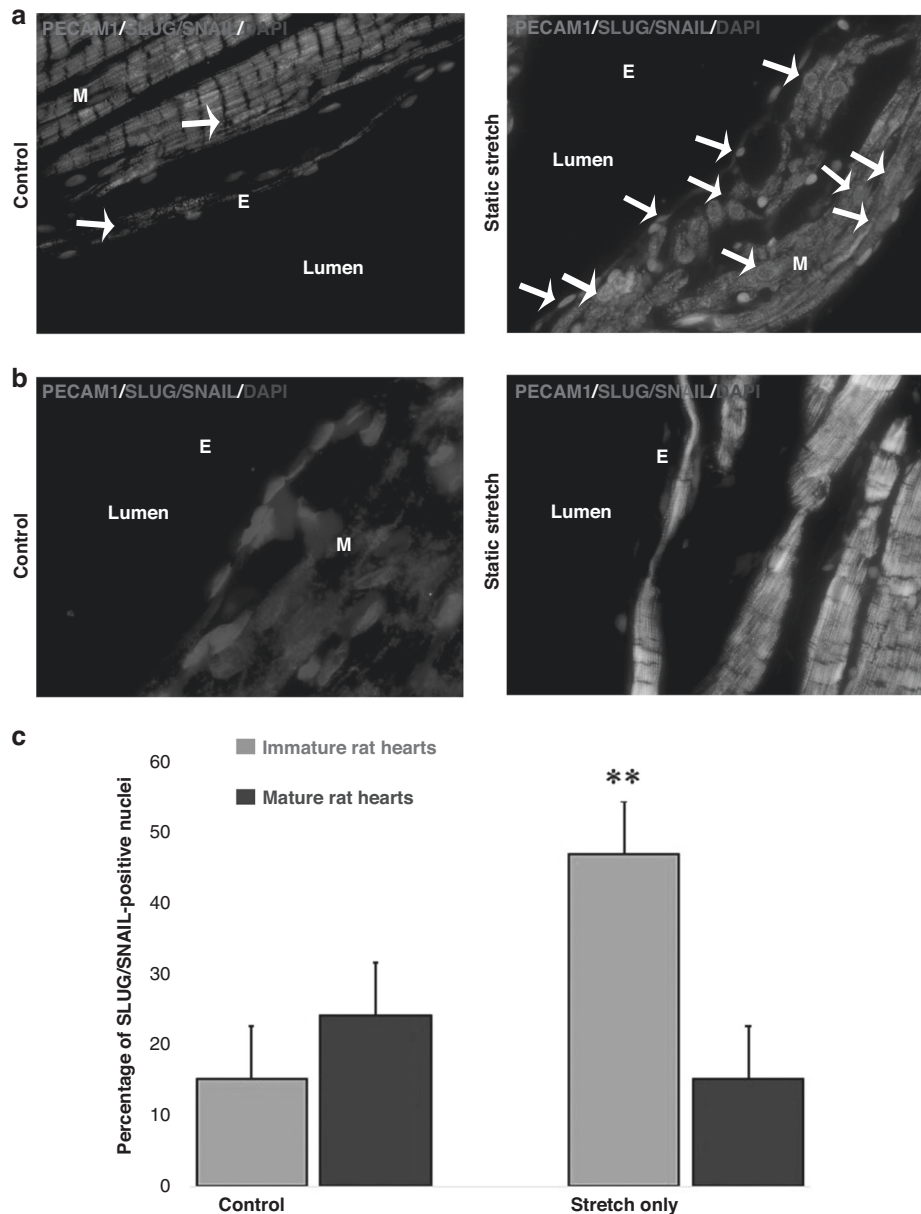 a
PECAM1/SLUG/SNAIL/DAPI
Control
M
E
Lumen
PECAM1/SLUG/SNAIL/DAPI
Static stretch
E
Lumen
M
b
PECAM1/SLUG/SNAIL/DAPI
Control
E
Lumen
M
PECAM1/SLUG/SNAIL/DAPI
Static stretch
E
Lumen
c
Immature rat hearts
Mature rat hearts
Percentage of SLUG/SNAIL-positive nuclei
60
50
40
30
20
10
0
**
Control
Stretch only